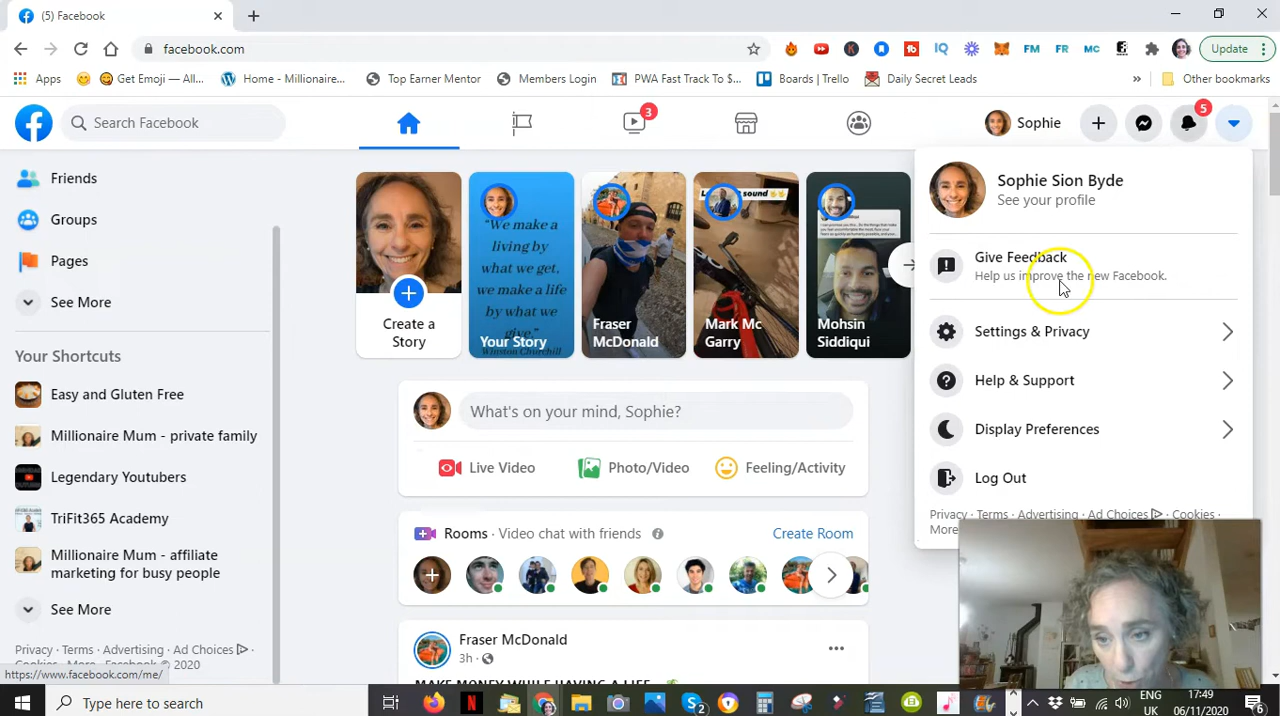 (5) Facebook
facebook.com
Update
Apps
Get Emoji — All...
Home - Millionaire...
Top Earner Mentor
Members Login
PWA Fast Track To $...
Boards | Trello
Daily Secret Leads
Other bookmarks
Search Facebook
3
Sophie
5
Friends
Groups
Pages
See More
Your Shortcuts
Easy and Gluten Free
Millionaire Mum - private family
Legendary Youtubers
TriFit365 Academy
Millionaire Mum - affiliate
marketing for busy people
See More
Privacy · Terms · Advertising · Ad Choices ·
Cookies · More · Facebook © 2020
https://www.facebook.com/me/
Create a
Story
"We make a
living by
what we get,
we make a life
by what we
give."
Winston Churchill
Your Story
Fraser
McDonald
sound
Mark Mc
Garry
Mohsin
Siddiqui
What's on your mind, Sophie?
Live Video
Photo/Video
Feeling/Activity
Rooms · Video chat with friends
Create Room
Fraser McDonald
3h ·
MAKE MONEY WHILE HAVING A LIFE
Sophie Sion Byde
See your profile
Give Feedback
Help us improve the new Facebook.
Settings & Privacy
Help & Support
Display Preferences
Log Out
Privacy · Terms · Advertising · Ad Choices · Cookies ·
More
Type here to search
2
ENG
UK
17:49
06/11/2020
6